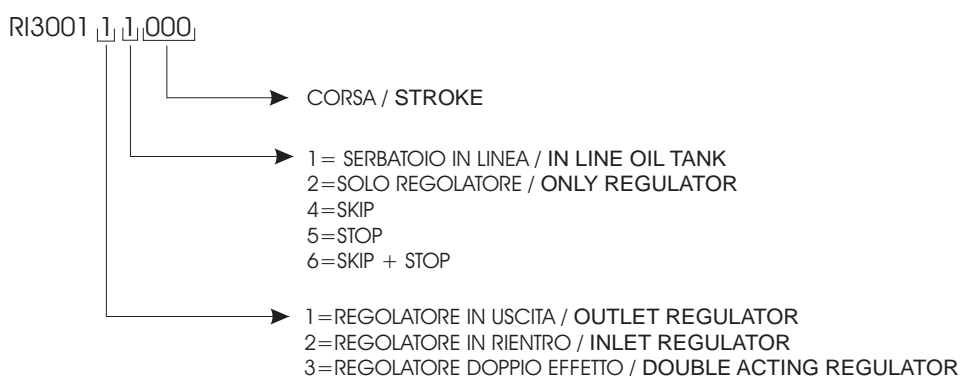 RI3001 1 1 000
CORSA / STROKE
1= SERBATOIO IN LINEA / IN LINE OIL TANK
2=SOLO REGOLATORE / ONLY REGULATOR
4=SKIP
5=STOP
6=SKIP + STOP
1=REGOLATORE IN USCITA / OUTLET REGULATOR
2=REGOLATORE IN RIENTRO / INLET REGULATOR
3=REGOLATORE DOPPIO EFFETTO / DOUBLE ACTING REGULATOR